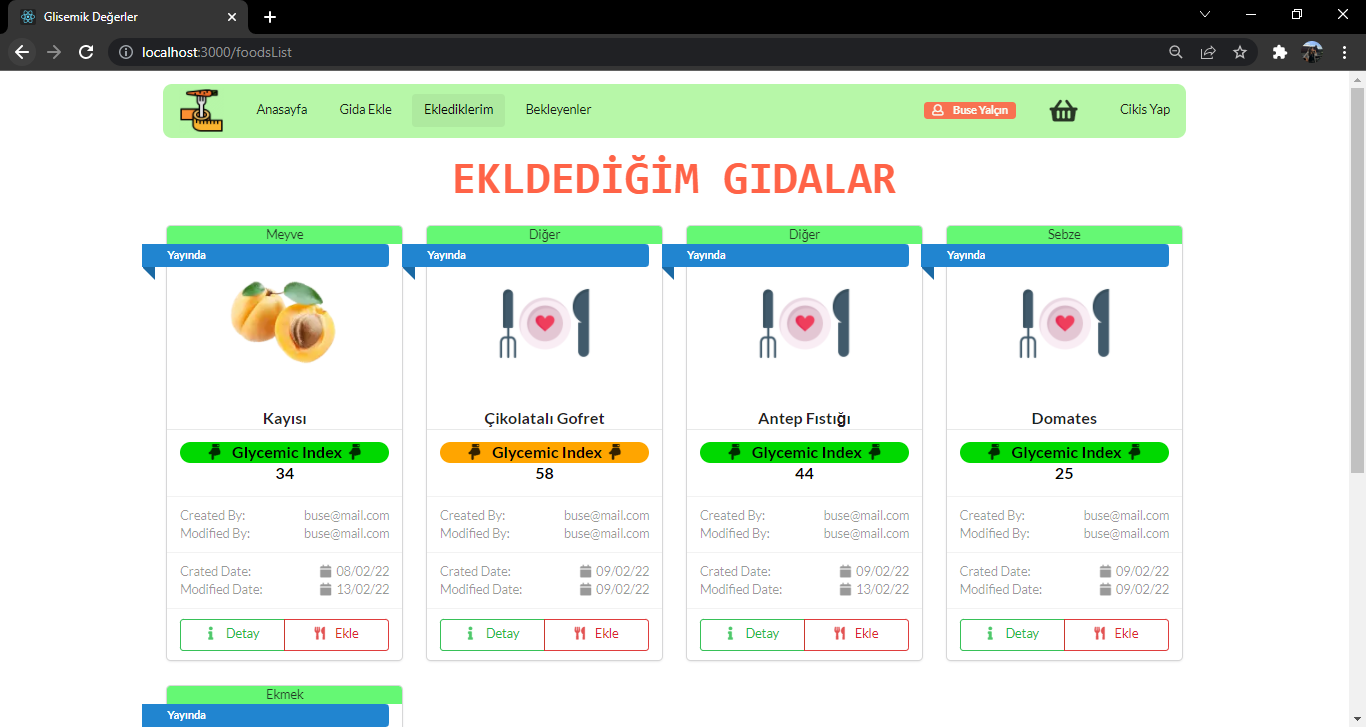 Glisemik Değerler
localhost:3000/foodsList
Anasayfa Gida Ekle Eklediklerim Bekleyenler Buse Yalçın Cikis Yap
EKLDEDİĞİM GIDALAR
Meyve Diğer Diğer Sebze
Yayında Yayında Yayında Yayında
Kayısı Çikolatalı Gofret Antep Fıstığı Domates
Glycemic Index Glycemic Index Glycemic Index Glycemic Index
34 58 44 25
Created By: buse@mail.com Created By: buse@mail.com Created By: buse@mail.com Created By: buse@mail.com
Modified By: buse@mail.com Modified By: buse@mail.com Modified By: buse@mail.com Modified By: buse@mail.com
Crated Date: 08/02/22 Crated Date: 09/02/22 Crated Date: 09/02/22 Crated Date: 09/02/22
Modified Date: 13/02/22 Modified Date: 09/02/22 Modified Date: 13/02/22 Modified Date: 09/02/22
Detay Ekle Detay Ekle Detay Ekle Detay Ekle
Ekmek
Yayında